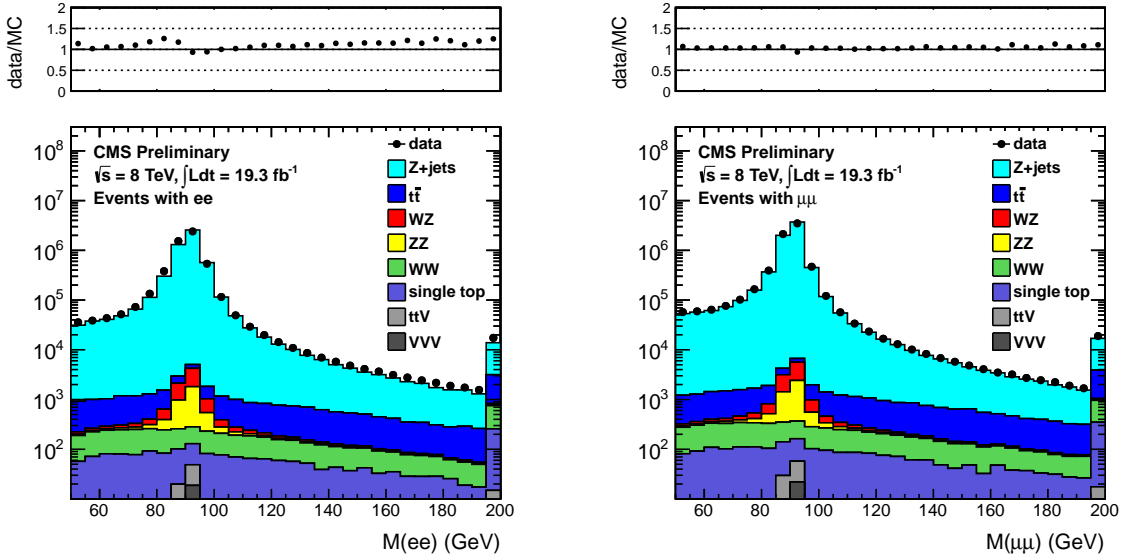 data/MC
2
1.5
1
0.5
0
10⁸
10⁷
10⁶
10⁵
10⁴
10³
10²
CMS Preliminary
√s = 8 TeV, ∫Ldt = 19.3 fb⁻¹
Events with ee
data
Z+jets
tt̄
WZ
ZZ
WW
single top
ttV
VVV
60 80 100 120 140 160 180 200
M(ee) (GeV)
data/MC
2
1.5
1
0.5
0
10⁸
10⁷
10⁶
10⁵
10⁴
10³
10²
CMS Preliminary
√s = 8 TeV, ∫Ldt = 19.3 fb⁻¹
Events with μμ
data
Z+jets
tt̄
WZ
ZZ
WW
single top
ttV
VVV
60 80 100 120 140 160 180 200
M(μμ) (GeV)